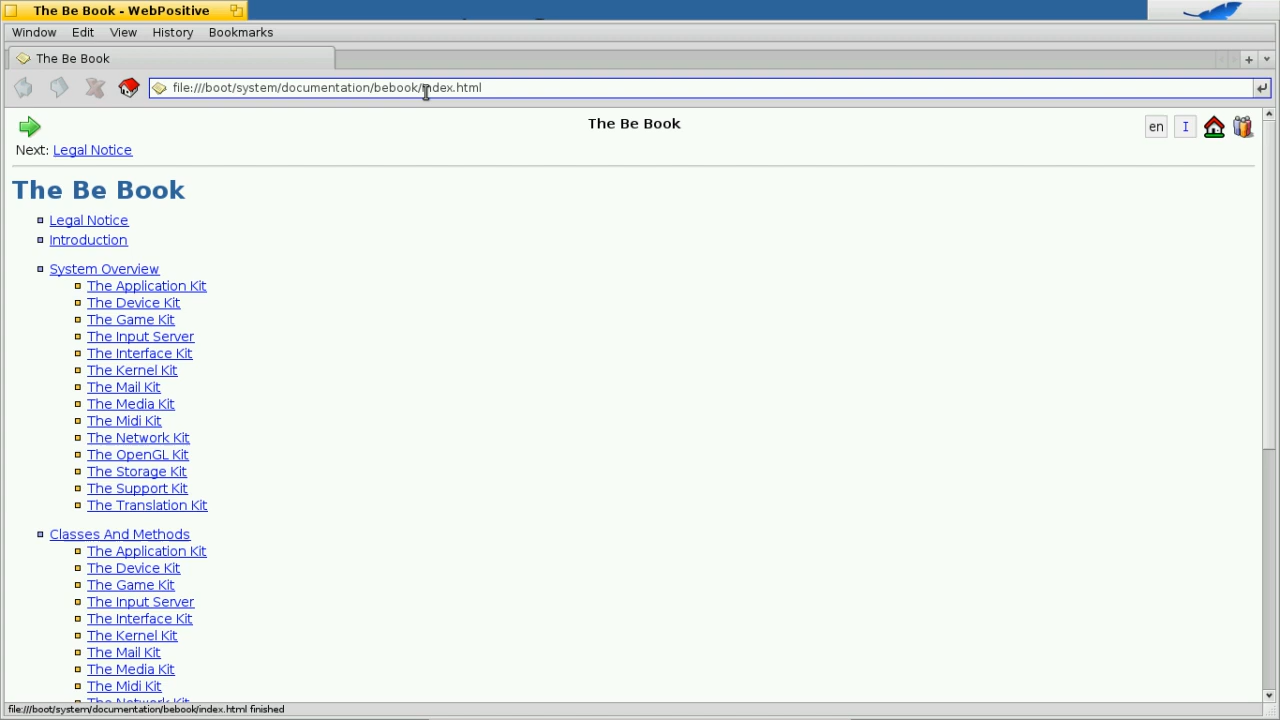 The Be Book - WebPositive
Window Edit View History Bookmarks
The Be Book
file:///boot/system/documentation/bebook/index.html
The Be Book
en I
Next: Legal Notice
The Be Book
Legal Notice
Introduction
System Overview
The Application Kit
The Device Kit
The Game Kit
The Input Server
The Interface Kit
The Kernel Kit
The Mail Kit
The Media Kit
The Midi Kit
The Network Kit
The OpenGL Kit
The Storage Kit
The Support Kit
The Translation Kit
Classes And Methods
The Application Kit
The Device Kit
The Game Kit
The Input Server
The Interface Kit
The Kernel Kit
The Mail Kit
The Media Kit
The Midi Kit
The Network Kit
file:///boot/system/documentation/bebook/index.html finished